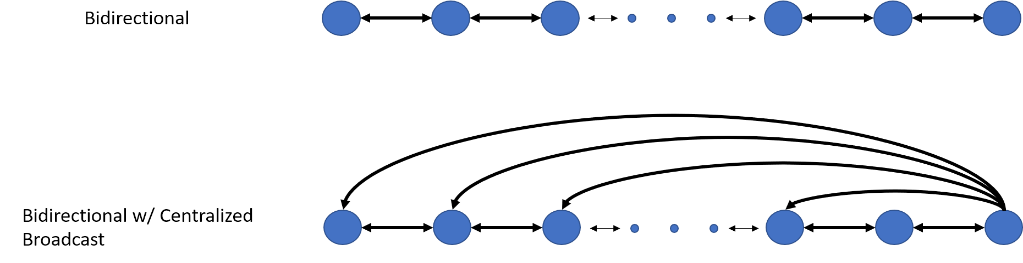 Bidirectional
Bidirectional w/ Centralized
Broadcast